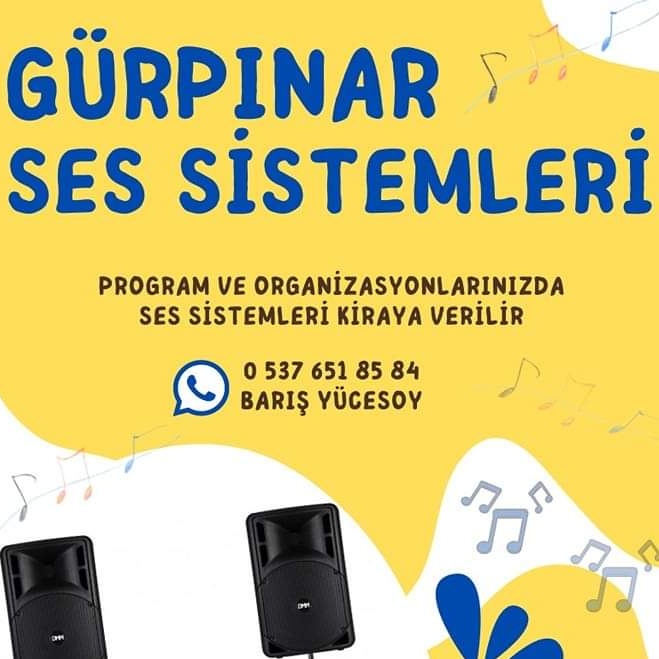 GÜRPINAR
SES SİSTEMLERİ
PROGRAM VE ORGANİZASYONLARINIZDA
SES SİSTEMLERİ KİRAYA VERİLİR
0 537 651 85 84
BARIŞ YÜCESOY